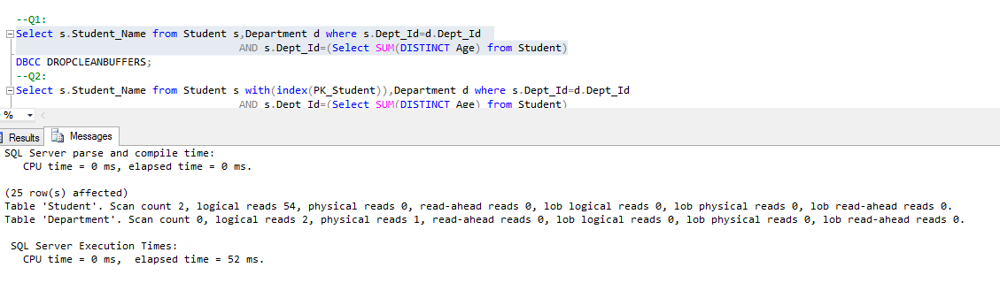 --Q1:
Select s.Student_Name from Student s,Department d where s.Dept_Id=d.Dept_Id
AND s.Dept_Id=(Select SUM(DISTINCT Age) from Student)
DBCC DROPCLEANBUFFERS;
--Q2:
Select s.Student_Name from Student s with(index(PK_Student)),Department d where s.Dept_Id=d.Dept_Id
AND s.Dept_Id=(Select SUM(DISTINCT Age) from Student)
%
Results Messages
SQL Server parse and compile time:
CPU time = 0 ms, elapsed time = 0 ms.
(25 row(s) affected)
Table 'Student'. Scan count 2, logical reads 54, physical reads 0, read-ahead reads 0, lob logical reads 0, lob physical reads 0, lob read-ahead reads 0.
Table 'Department'. Scan count 0, logical reads 2, physical reads 1, read-ahead reads 0, lob logical reads 0, lob physical reads 0, lob read-ahead reads 0.
SQL Server Execution Times:
CPU time = 0 ms,  elapsed time = 52 ms.